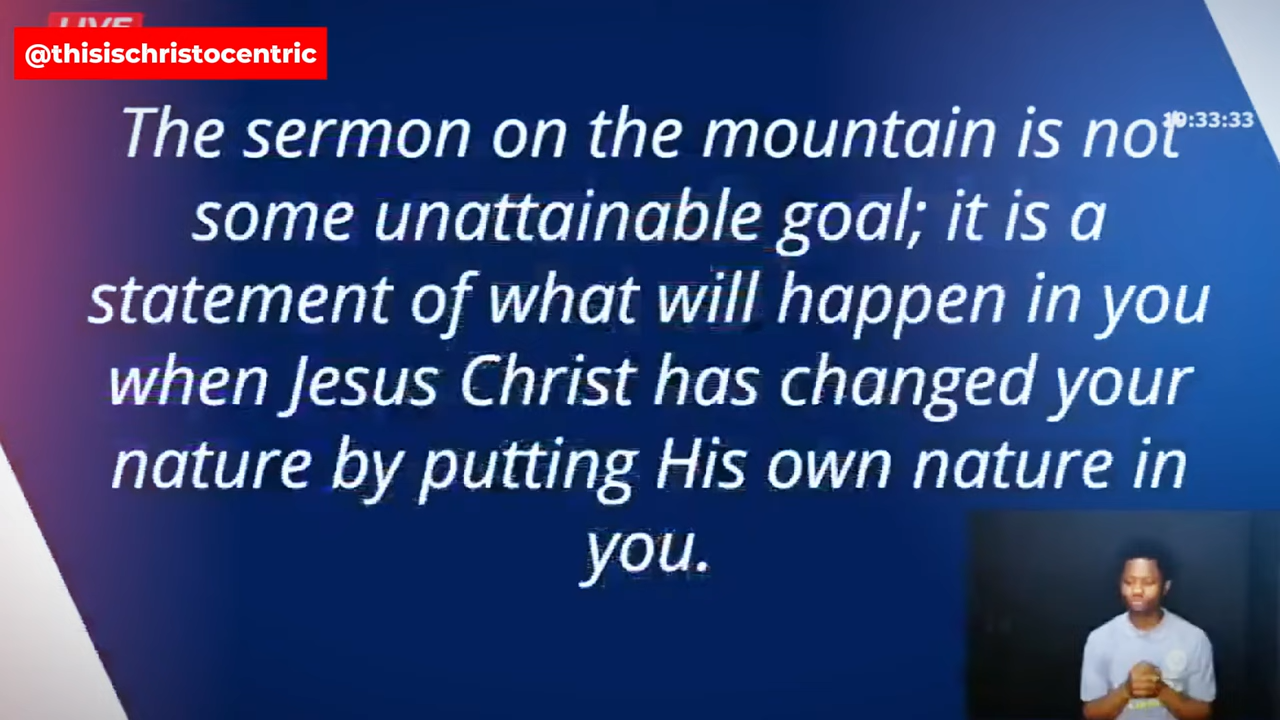 LIVE
@thisischristocentric
19:33:33
The sermon on the mountain is not
some unattainable goal; it is a
statement of what will happen in you
when Jesus Christ has changed your
nature by putting His own nature in
you.